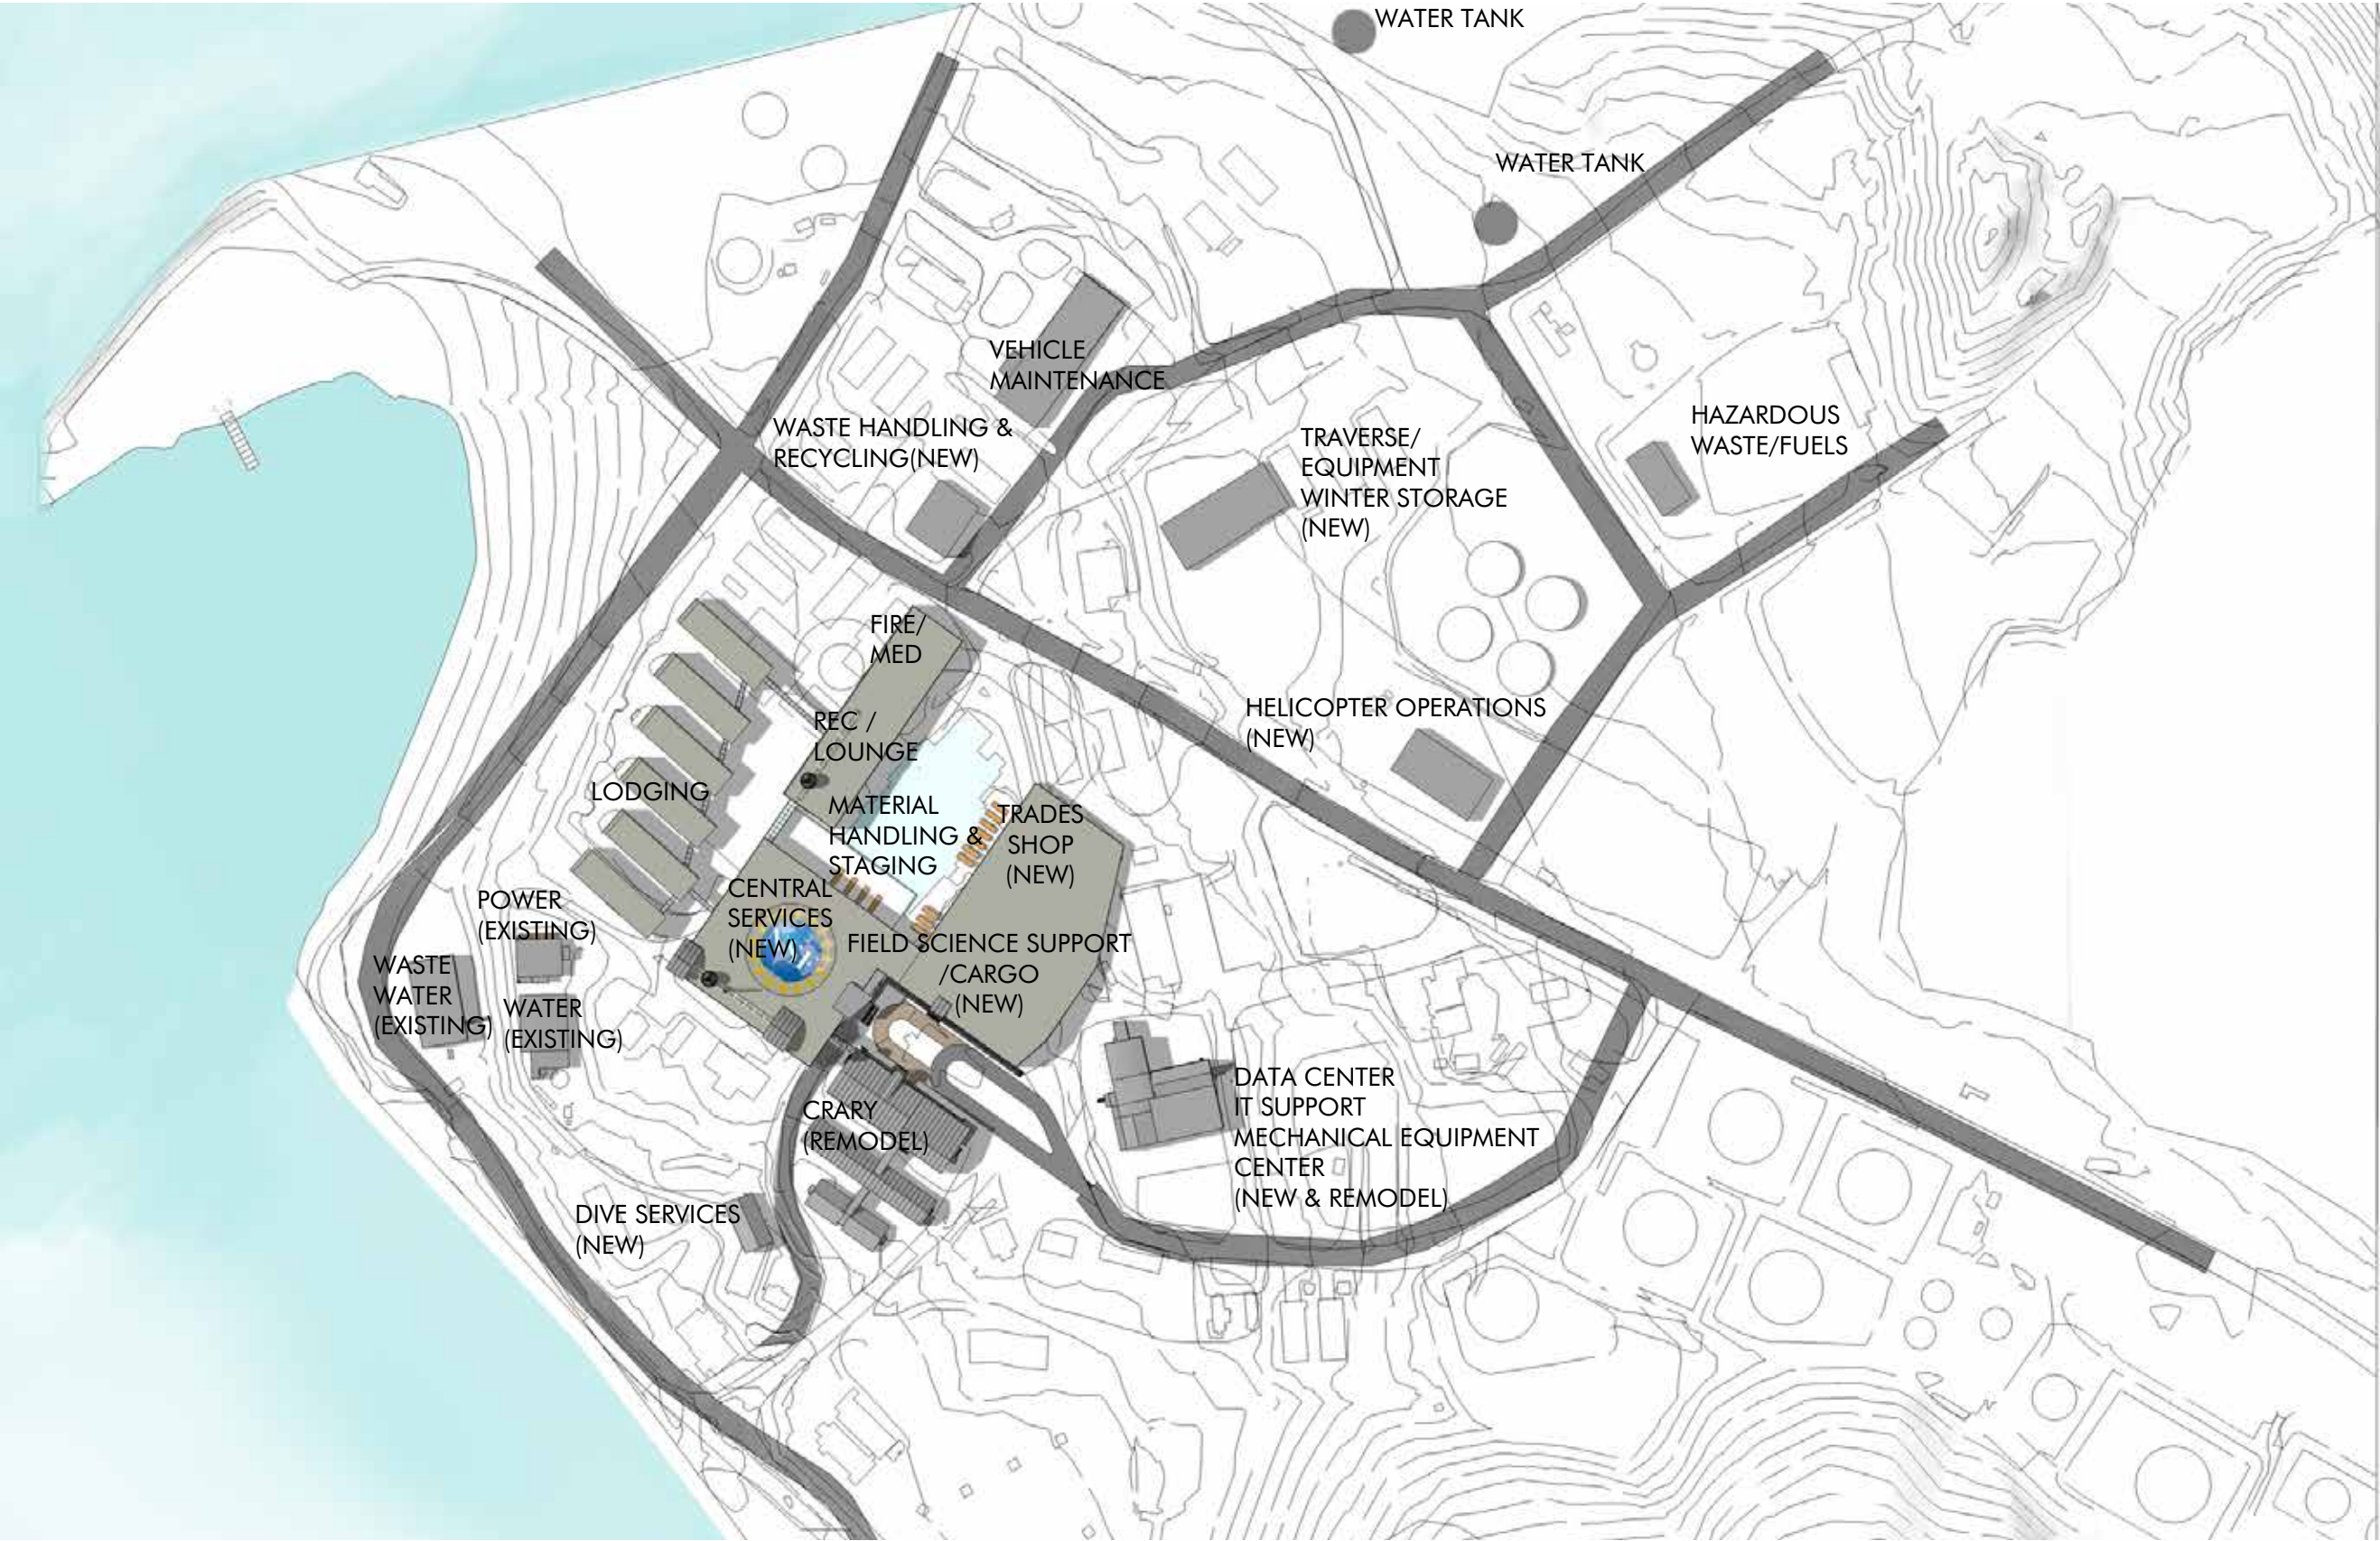 WATER TANK
WATER TANK
VEHICLE
MAINTENANCE
WASTE HANDLING &
RECYCLING(NEW)
TRAVERSE/
EQUIPMENT
WINTER STORAGE
(NEW)
HAZARDOUS
WASTE/FUELS
FIRE/
MED
REC /
LOUNGE
HELICOPTER OPERATIONS
(NEW)
LODGING
MATERIAL
HANDLING &
STAGING
TRADES
SHOP
(NEW)
CENTRAL
SERVICES
(NEW)
POWER
(EXISTING)
FIELD SCIENCE SUPPORT
/CARGO
(NEW)
WASTE
WATER
(EXISTING)
WATER
(EXISTING)
CRARY
(REMODEL)
DATA CENTER
IT SUPPORT
MECHANICAL EQUIPMENT
CENTER
(NEW & REMODEL)
DIVE SERVICES
(NEW)